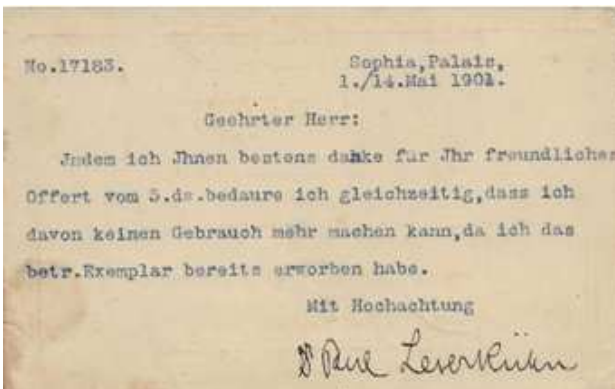 No.17183.
Sophia,Palais,
1./14.Mai 1901.
Geehrter Herr:
Jndem ich Jhnen bestens danke für Jhr freundliches
Offert vom 5.ds.bedaure ich gleichzeitig,dass ich
davon keinen Gebrauch mehr machen kann,da ich das
betr.Exemplar bereits erworben habe.
Mit Hochachtung
Dr Paul Leverkühn